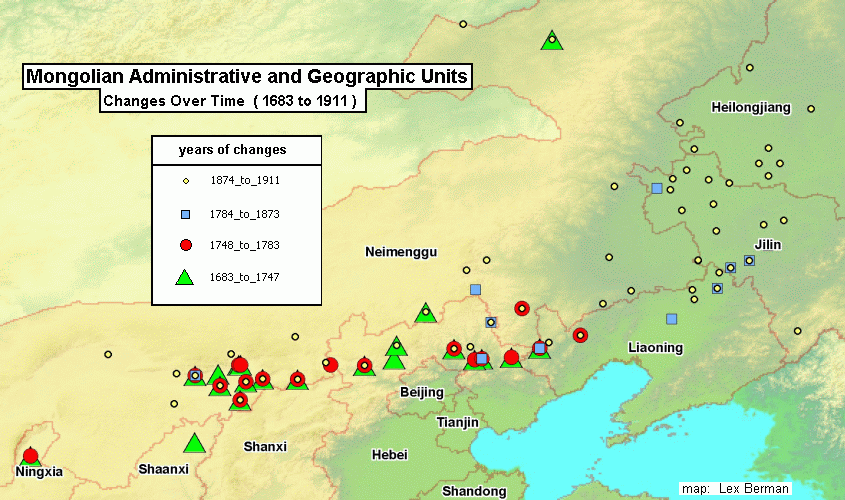 Mongolian Administrative and Geographic Units
Changes Over Time ( 1683 to 1911 )
years of changes
1874_to_1911
1784_to_1873
1748_to_1783
1683_to_1747
Heilongjiang
Neimenggu
Jilin
Liaoning
Beijing
Tianjin
Shanxi
Hebei
Shaanxi
Ningxia
Shandong
map: Lex Berman